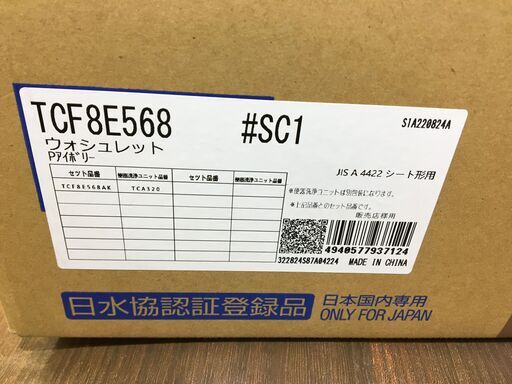 TCF8E568 #SC1 S1A220824A
ウォシュレット
Pアイボリー
JIS A 4422 シート形用
セット品番 便器洗浄ユニット品番 セット品番 便器洗浄ユニット品番
TCF8E568AK TCA320
※便器洗浄ユニットは別包装になります。
※上記品番とのセット品番です。
販売店様用
4940577937124
322824S87A04224 MADE IN CHINA
日水協認証登録品
日本国内専用
ONLY FOR JAPAN